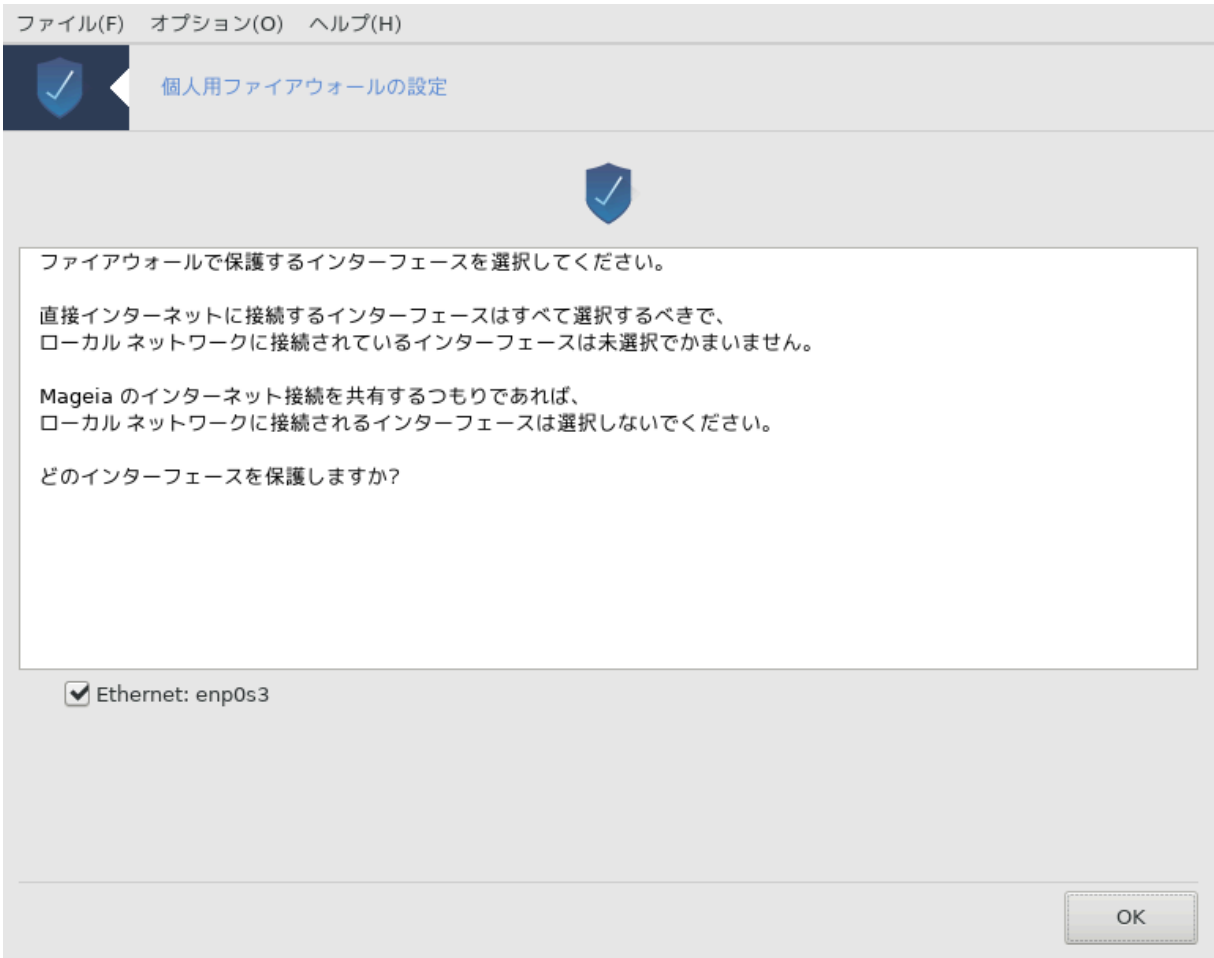 ファイル(F) オプション(O) ヘルプ(H)
個人用ファイアウォールの設定
ファイアウォールで保護するインターフェースを選択してください。
直接インターネットに接続するインターフェースはすべて選択するべきで、
ローカル ネットワークに接続されているインターフェースは未選択でかまいません。
Mageia のインターネット接続を共有するつもりであれば、
ローカル ネットワークに接続されるインターフェースは選択しないでください。
どのインターフェースを保護しますか?
Ethernet: enp0s3
OK